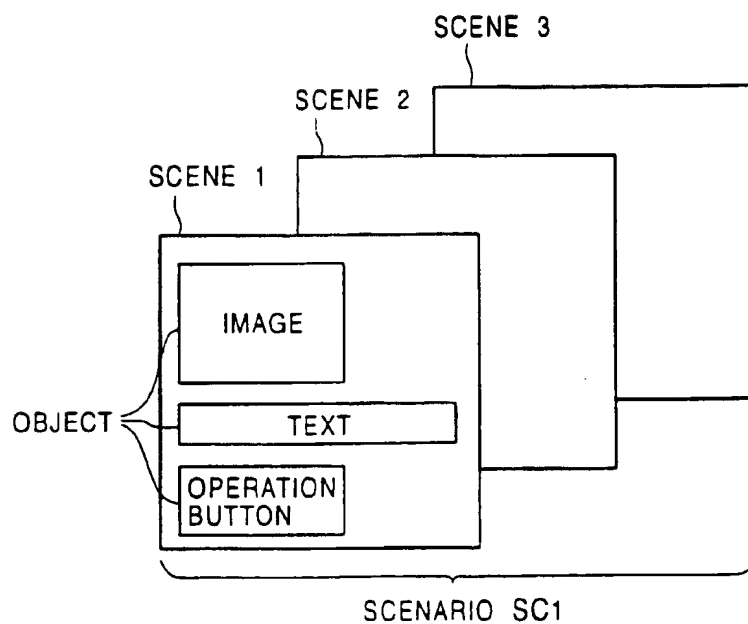 SCENE 3
SCENE 2
SCENE 1
IMAGE
OBJECT
TEXT
OPERATION
BUTTON
SCENARIO SC1